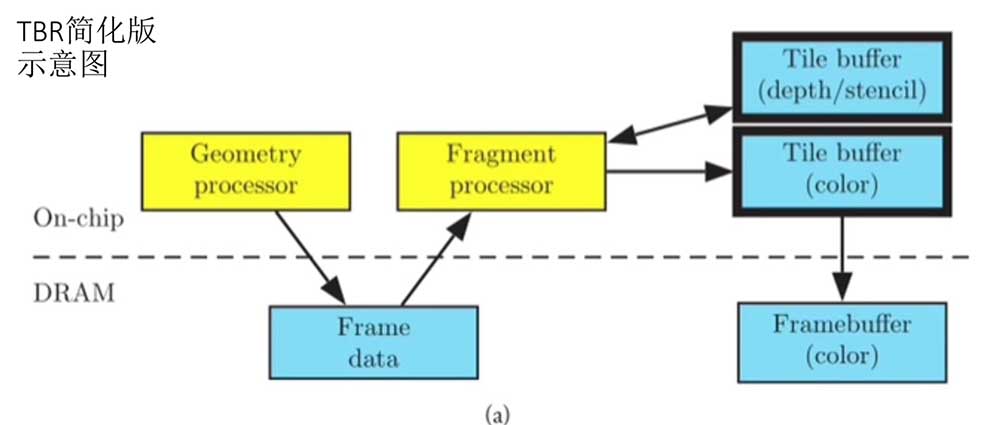 TBR简化版
示意图
Tile buffer
(depth/stencil)
Geometry
processor
Fragment
processor
Tile buffer
(color)
On-chip
DRAM
Frame
data
Framebuffer
(color)
(a)